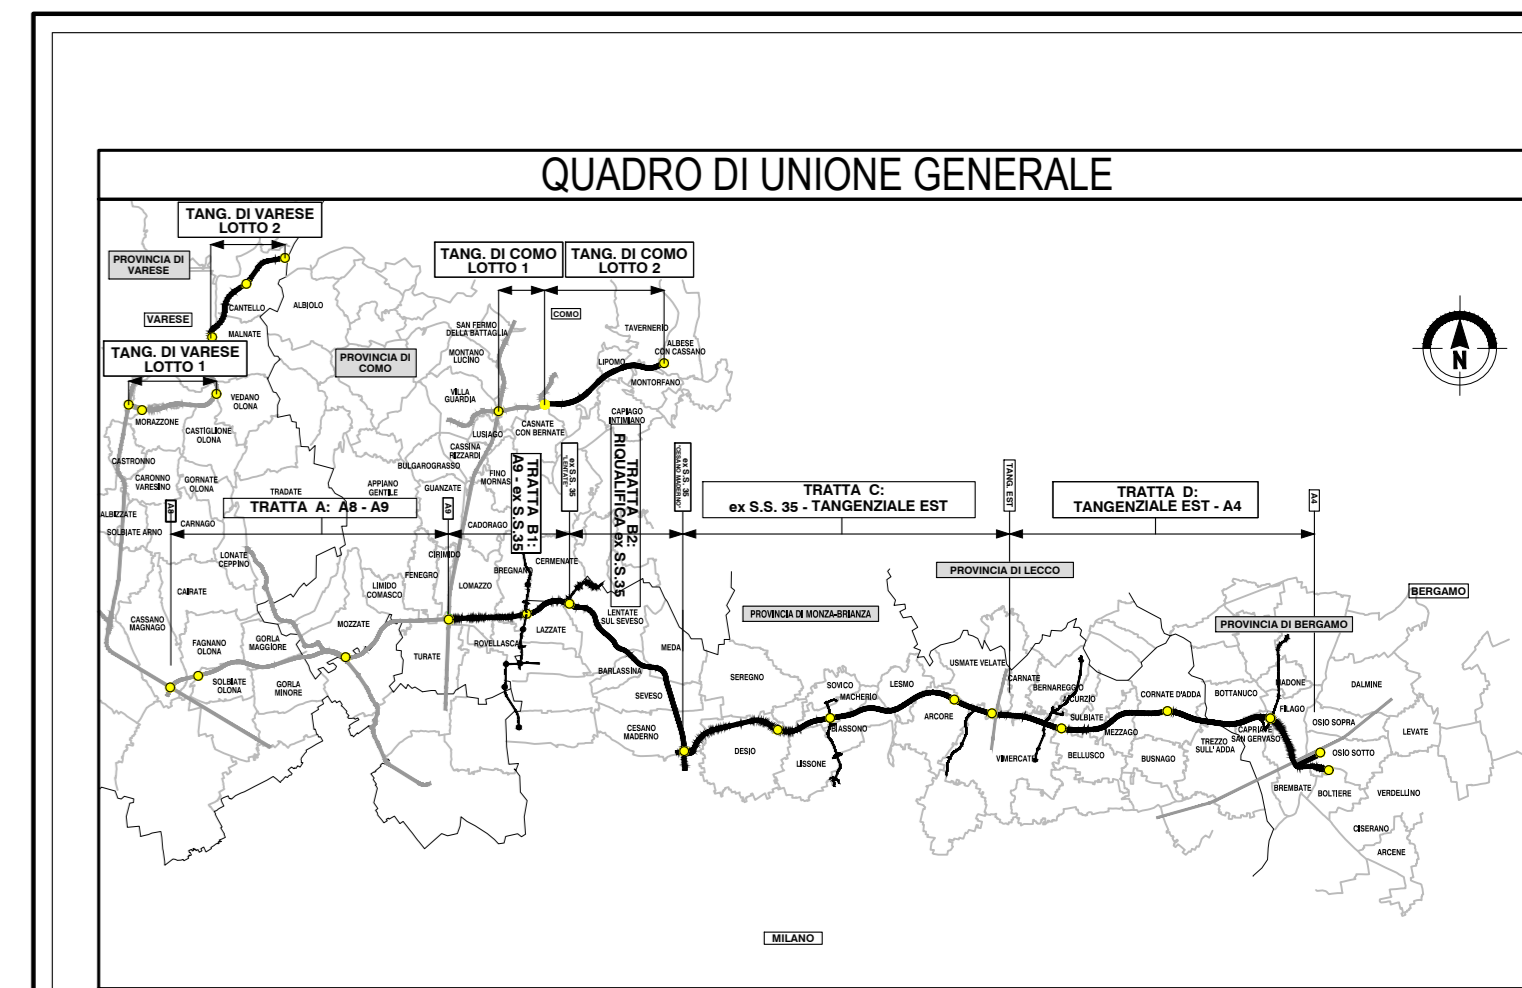 QUADRO DI UNIONE GENERALE
TANG. DI VARESE
LOTTO 2
PROVINCIA DI
VARESE
CANTELLO
ALBIOLO
VARESE
MALNATE
TANG. DI VARESE
LOTTO 1
PROVINCIA DI
COMO
TANG. DI COMO
LOTTO 1
TANG. DI COMO
LOTTO 2
COMO
SAN FERMO
DELLA BATTAGLIA
TAVERNERIO
ALBESE
CON CASSANO
MONTANO
LUCINO
LIPOMO
MONTORFANO
VILLA
GUARDIA
CAPIAGO
INTIMIANO
LUSIAGO
CASNATE
CON BERNATE
VEDANO
OLONA
MORAZZONE
CASTIGLIONE
OLONA
CASTRONNO
CARONNO
VARESINO
GORNATE
OLONA
CASSINA
RIZZARDI
BULGAROGRASSO
FINO
MORNAS
APPIANO
GENTILE
GUANZATE
TRADATE
ALBIZZATE
SOLBIATE ARNO
CARNAGO
A8
TRATTA A: A8 - A9
A9
CADORAGO
TRATTA B1:
A9 - ex S.S.35
ex S.S. 35
"LENTATE"
TRATTA B2:
RIQUALIFICA ex S.S.35
ex S.S. 35
"CESANO MADERNO"
TRATTA C:
ex S.S. 35 - TANGENZIALE EST
TANG. EST
TRATTA D:
TANGENZIALE EST - A4
A4
LONATE
CEPPINO
CIRIMIDO
FENEGRO
LOMAZZO
BREGNANO
CERMENATE
LIMIDO
COMASCO
CAIRATE
CASSANO
MAGNAGO
MOZZATE
FAGNANO
OLONA
GORLA
MAGGIORE
SOLBIATE
OLONA
GORLA
MINORE
TURATE
ROVELLASCA
LAZZATE
LENTATE
SUL SEVESO
BARLASSINA
MEDA
SEVESO
CESANO
MADERNO
PROVINCIA DI LECCO
PROVINCIA DI MONZA-BRIANZA
BERGAMO
PROVINCIA DI BERGAMO
SEREGNO
DESIO
SOVICO
MACHERIO
BIASSONO
LISSONE
LESMO
ARCORE
USMATE VELATE
CARNATE
BERNAREGGIO
SULBIATE
MEZZAGO
VIMERCATE
BELLUSCO
CORNATE D'ADDA
BUSNAGO
TREZZO
SULL' ADDA
BOTTANUCO
MADONE
FILAGO
CAPRIATE
SAN GERVASO
DALMINE
OSIO SOPRA
OSIO SOTTO
LEVATE
BREMBATE
BOLTIERE
VERDELLINO
CISERANO
ARCENE
N
MILANO